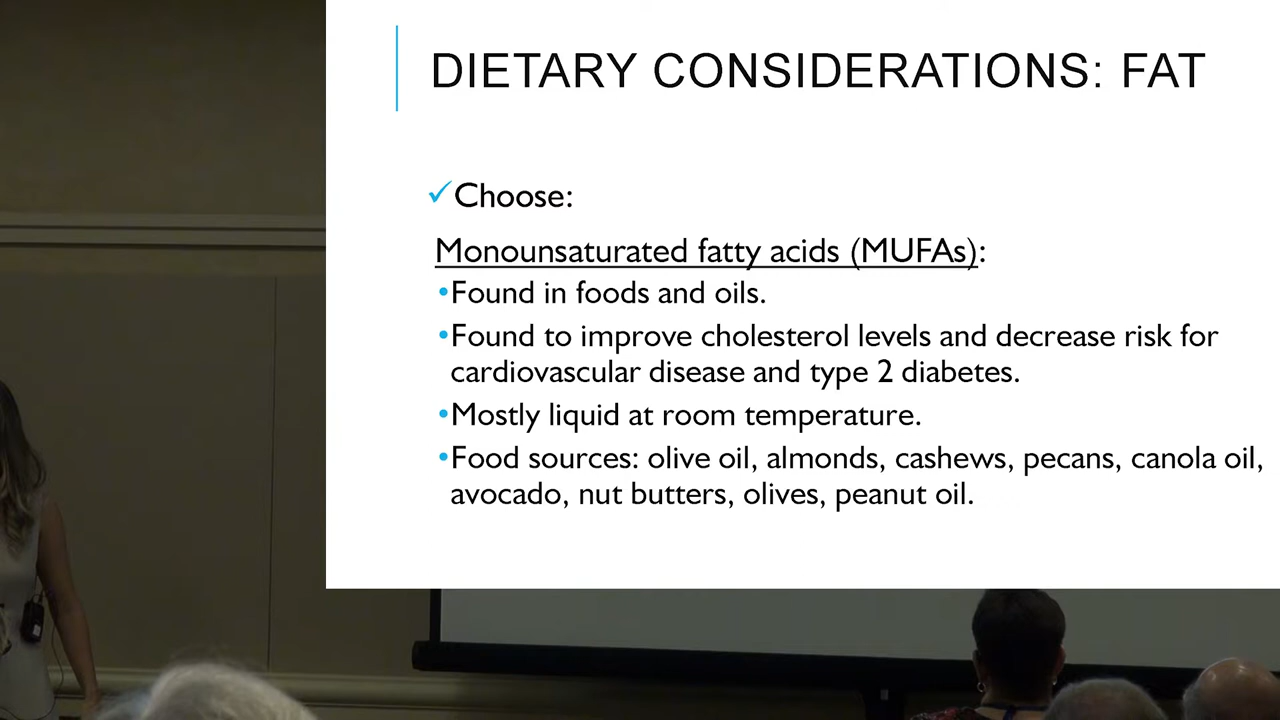 DIETARY CONSIDERATIONS: FAT
✓Choose:
Monounsaturated fatty acids (MUFAs):
•Found in foods and oils.
•Found to improve cholesterol levels and decrease risk for
cardiovascular disease and type 2 diabetes.
•Mostly liquid at room temperature.
•Food sources: olive oil, almonds, cashews, pecans, canola oil,
avocado, nut butters, olives, peanut oil.